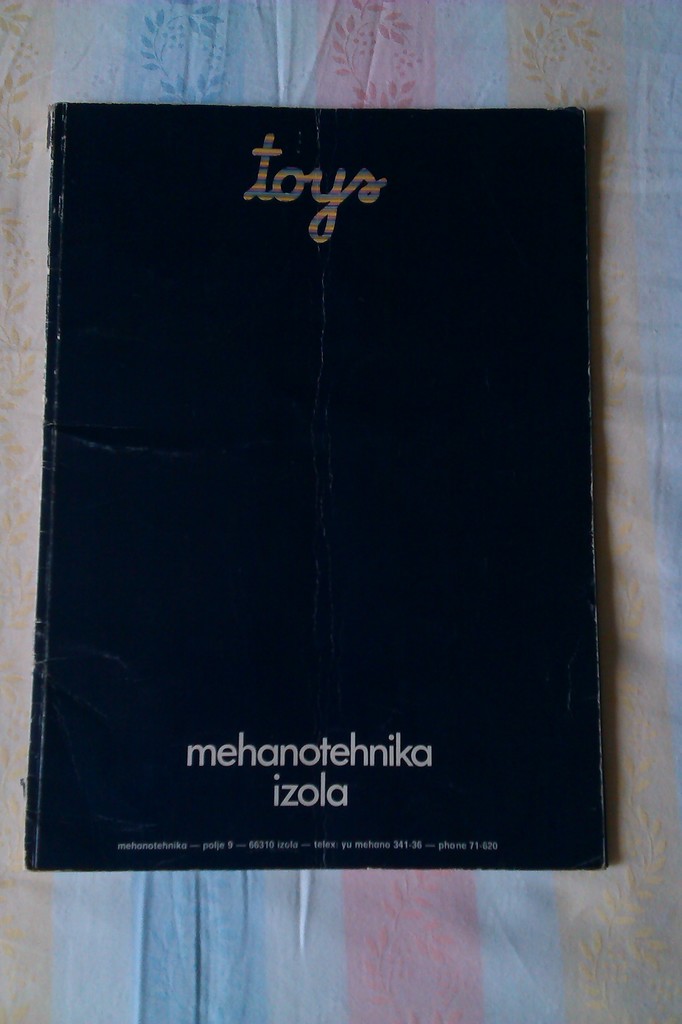 toys
mehanotehnika
izola
mehanotehnika — polje 9 — 66310 izola — telex: yu mehano 341-36 — phone 71-620